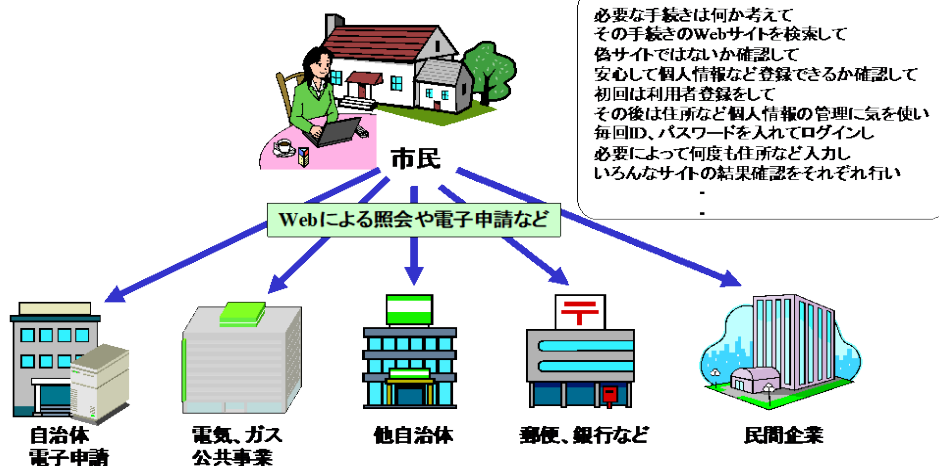 必要な手続きは何か考えて
その手続きのWebサイトを検索して
偽サイトではないか確認して
安心して個人情報など登録できるか確認して
初回は利用者登録をして
その後は住所など個人情報の管理に気を使い
毎回ID、パスワードを入れてログインし
必要によって何度も住所など入力し
いろんなサイトの結果確認をそれぞれ行い
・
・
市民
Webによる照会や電子申請など
〒
自治体
電子申請
電気、ガス
公共事業
他自治体
郵便、銀行など
民間企業